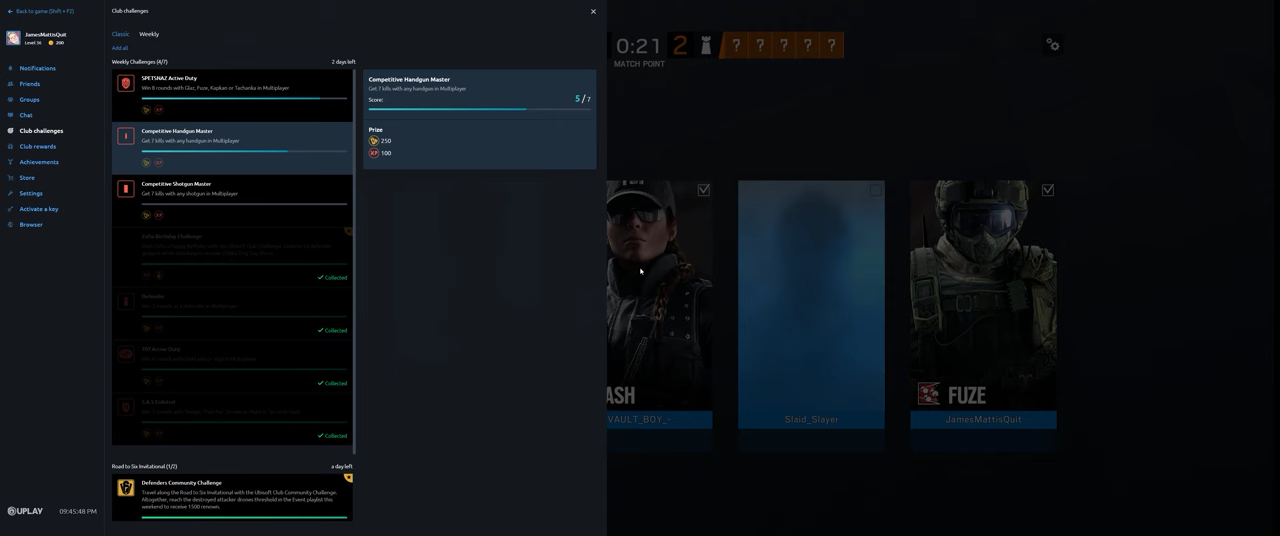 Back to game (Shift + F2)
JamesMattisQuit
Level 36 200
Notifications
Friends
Groups
Chat
Club challenges
Club rewards
Achievements
Store
Settings
Activate a key
Browser
UPLAY 09:45:48 PM
Club challenges
Classic Weekly
Add all
Weekly Challenges (4/7) 2 days left
SPETSNAZ Active Duty
Win 8 rounds with Glaz, Fuze, Kapkan or Tachanka in Multiplayer
Competitive Handgun Master
Get 7 kills with any handgun in Multiplayer
Competitive Shotgun Master
Get 7 kills with any shotgun in Multiplayer
Collected
Defender
Collected
Collected
Collected
Road to Six Invitational (1/2) a day left
Defenders Community Challenge
Travel along the Road to Six Invitational with the Ubisoft Club Community Challenge.
Altogether, reach the destroyed attacker drones threshold in the Event playlist this
weekend to receive 1500 renown.
Competitive Handgun Master
Get 7 kills with any handgun in Multiplayer
Score: 5 / 7
Prize
250
XP 100
0:21 2 ? ? ? ? ?
MATCH POINT
ASH
VAULT_BOY_-
Slaid_Slayer
FUZE
JamesMattisQuit